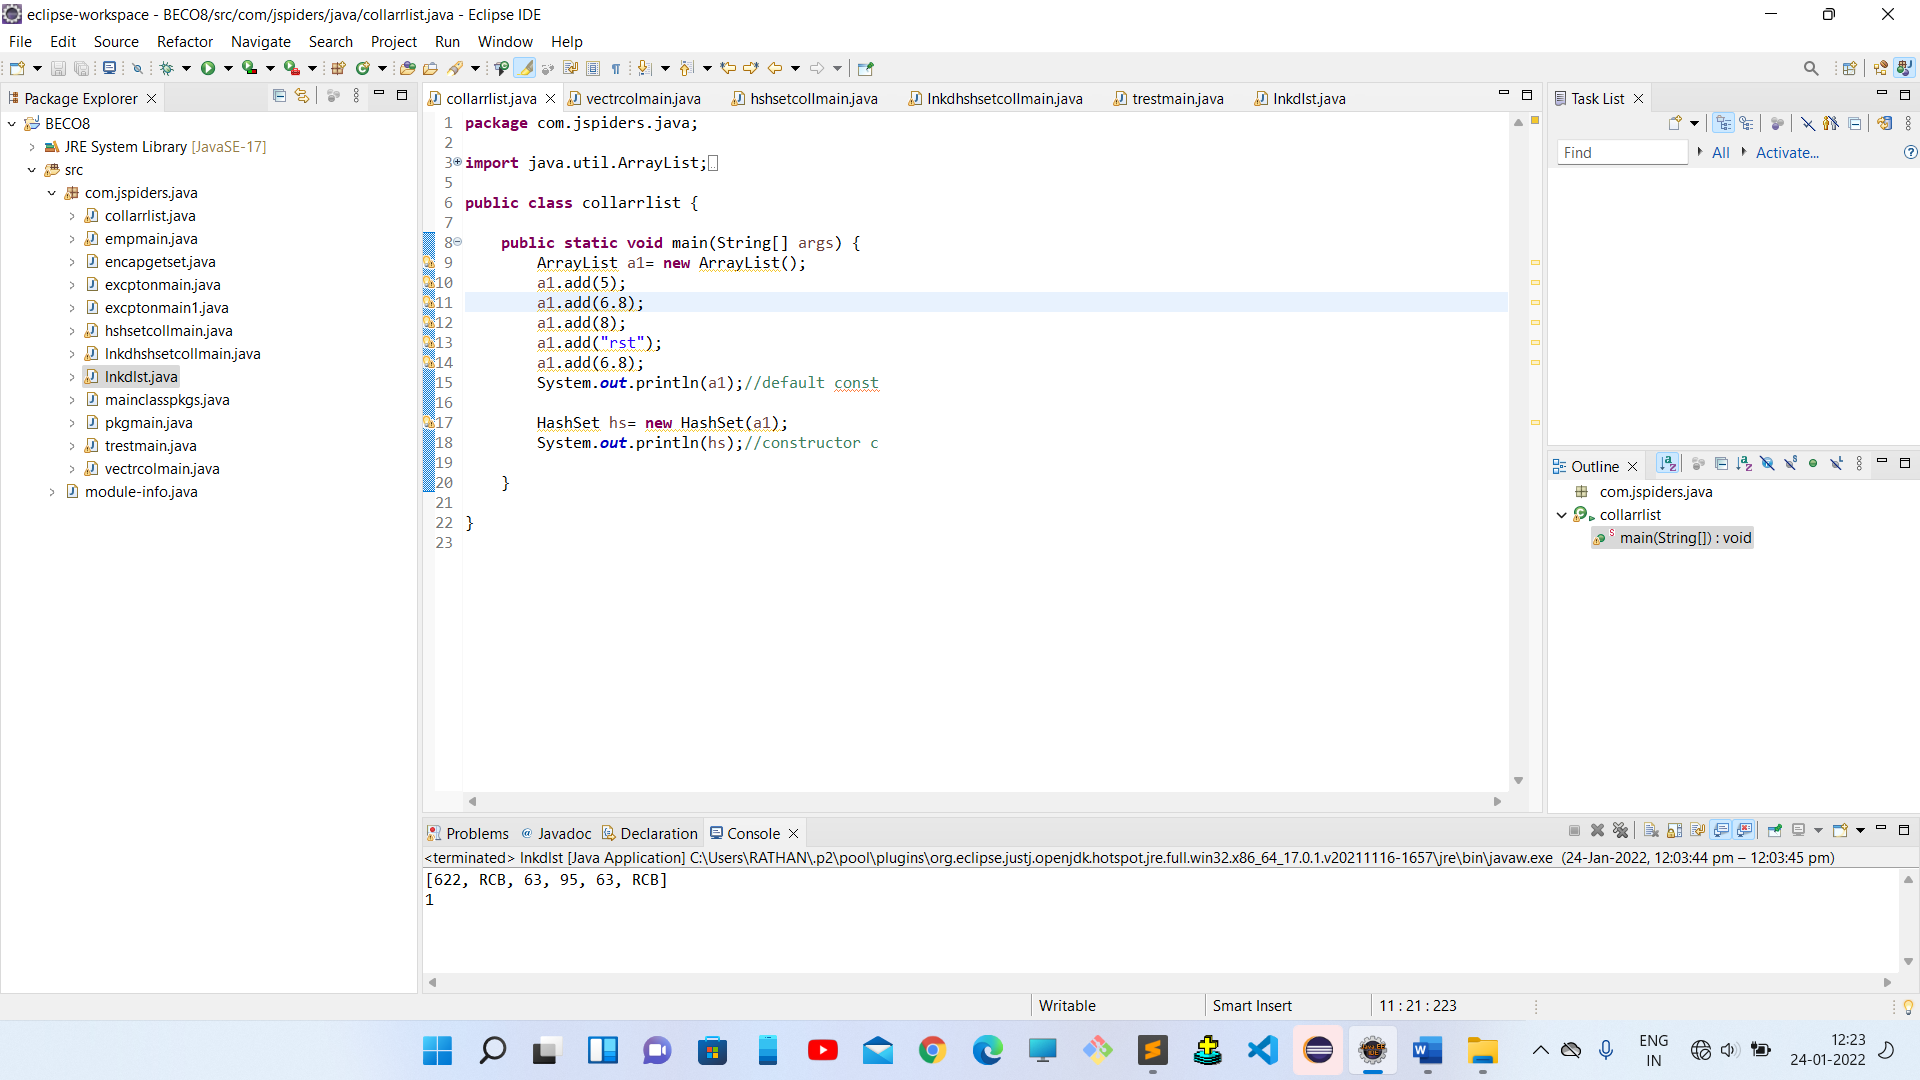 eclipse-workspace - BECO8/src/com/jspiders/java/collarrlist.java - Eclipse IDE
File Edit Source Refactor Navigate Search Project Run Window Help
Package Explorer
BECO8
JRE System Library [JavaSE-17]
src
com.jspiders.java
collarrlist.java
empmain.java
encapgetset.java
excptonmain.java
excptonmain1.java
hshsetcollmain.java
lnkdhshsetcollmain.java
lnkdlst.java
mainclasspkgs.java
pkgmain.java
trestmain.java
vectrcolmain.java
module-info.java
collarrlist.java vectrcolmain.java hshsetcollmain.java lnkdhshsetcollmain.java trestmain.java lnkdlst.java
1 package com.jspiders.java;
2
3 import java.util.ArrayList;
5
6 public class collarrlist {
7
8 public static void main(String[] args) {
9 ArrayList a1= new ArrayList();
10 a1.add(5);
11 a1.add(6.8);
12 a1.add(8);
13 a1.add("rst");
14 a1.add(6.8);
15 System.out.println(a1);//default const
16
17 HashSet hs= new HashSet(a1);
18 System.out.println(hs);//constructor c
19
20 }
21
22 }
23
Task List
Find All Activate...
Outline
com.jspiders.java
collarrlist
main(String[]) : void
Problems Javadoc Declaration Console
<terminated> lnkdlst [Java Application] C:\Users\RATHAN\.p2\pool\plugins\org.eclipse.justj.openjdk.hotspot.jre.full.win32.x86_64_17.0.1.v20211116-1657\jre\bin\javaw.exe (24-Jan-2022, 12:03:44 pm – 12:03:45 pm)
[622, RCB, 63, 95, 63, RCB]
1
Writable Smart Insert 11 : 21 : 223
ENG
IN
12:23
24-01-2022